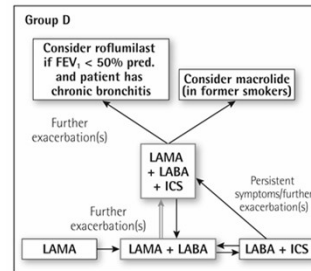 Group D
Consider roflumilast
if FEV₁ < 50% pred.
and patient has
chronic bronchitis
Consider macrolide
(in former smokers)
Further
exacerbation(s)
LAMA
+ LABA
+ ICS
Persistent
symptoms/further
exacerbation(s)
Further
exacerbation(s)
LAMA
LAMA + LABA
LABA + ICS